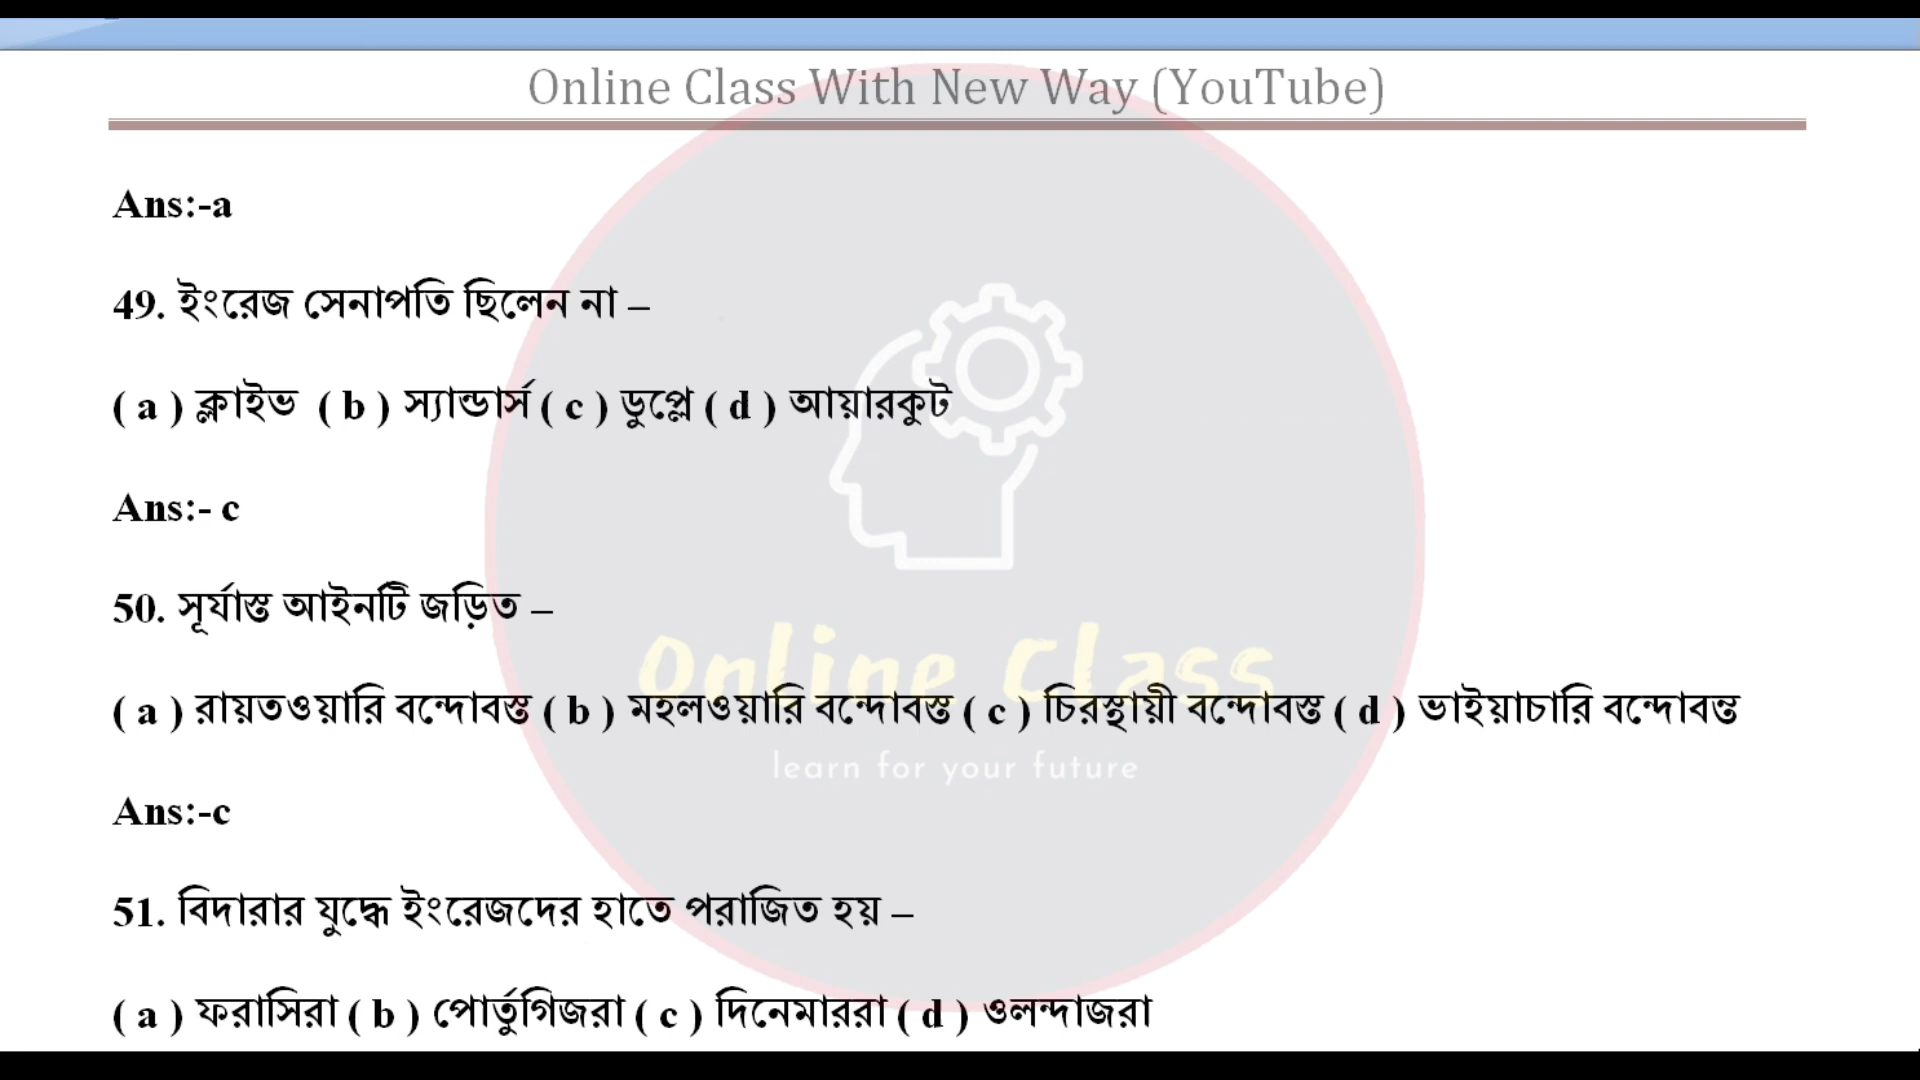 Online Class With New Way (YouTube)
Ans:-a
49. ইংরেজ সেনাপতি ছিলেন না –
( a ) ক্লাইভ ( b ) স্যান্ডার্স ( c ) ডুপ্লে ( d ) আয়ারকুট
Ans:- c
50. সূর্যাস্ত আইনটি জড়িত –
Online Class
( a ) রায়তওয়ারি বন্দোবস্ত ( b ) মহলওয়ারি বন্দোবস্ত ( c ) চিরস্থায়ী বন্দোবস্ত ( d ) ভাইয়াচারি বন্দোবন্ত
learn for your future
Ans:-c
51. বিদারার যুদ্ধে ইংরেজদের হাতে পরাজিত হয় –
( a ) ফরাসিরা ( b ) পোর্তুগিজরা ( c ) দিনেমাররা ( d ) ওলন্দাজরা